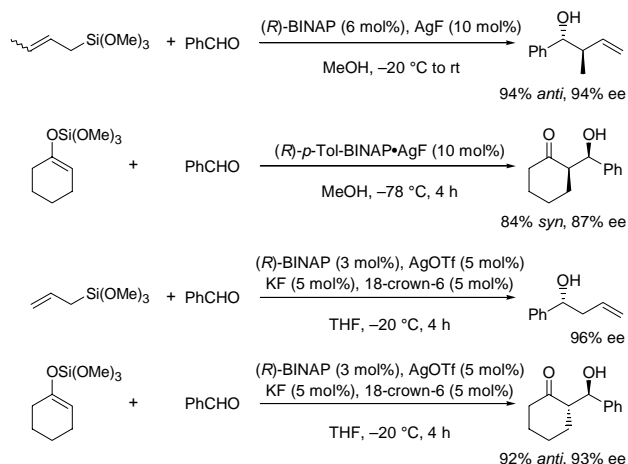 (R)-BINAP (6 mol%), AgF (10 mol%)
Si(OMe)3 + PhCHO
MeOH, –20 °C to rt
OH
Ph
94% anti, 94% ee
OSi(OMe)3
+ PhCHO
(R)-p-Tol-BINAP•AgF (10 mol%)
MeOH, –78 °C, 4 h
O OH
Ph
84% syn, 87% ee
(R)-BINAP (3 mol%), AgOTf (5 mol%)
KF (5 mol%), 18-crown-6 (5 mol%)
Si(OMe)3 + PhCHO
THF, –20 °C, 4 h
OH
Ph
96% ee
(R)-BINAP (3 mol%), AgOTf (5 mol%)
KF (5 mol%), 18-crown-6 (5 mol%)
OSi(OMe)3
+ PhCHO
THF, –20 °C, 4 h
O OH
Ph
92% anti, 93% ee